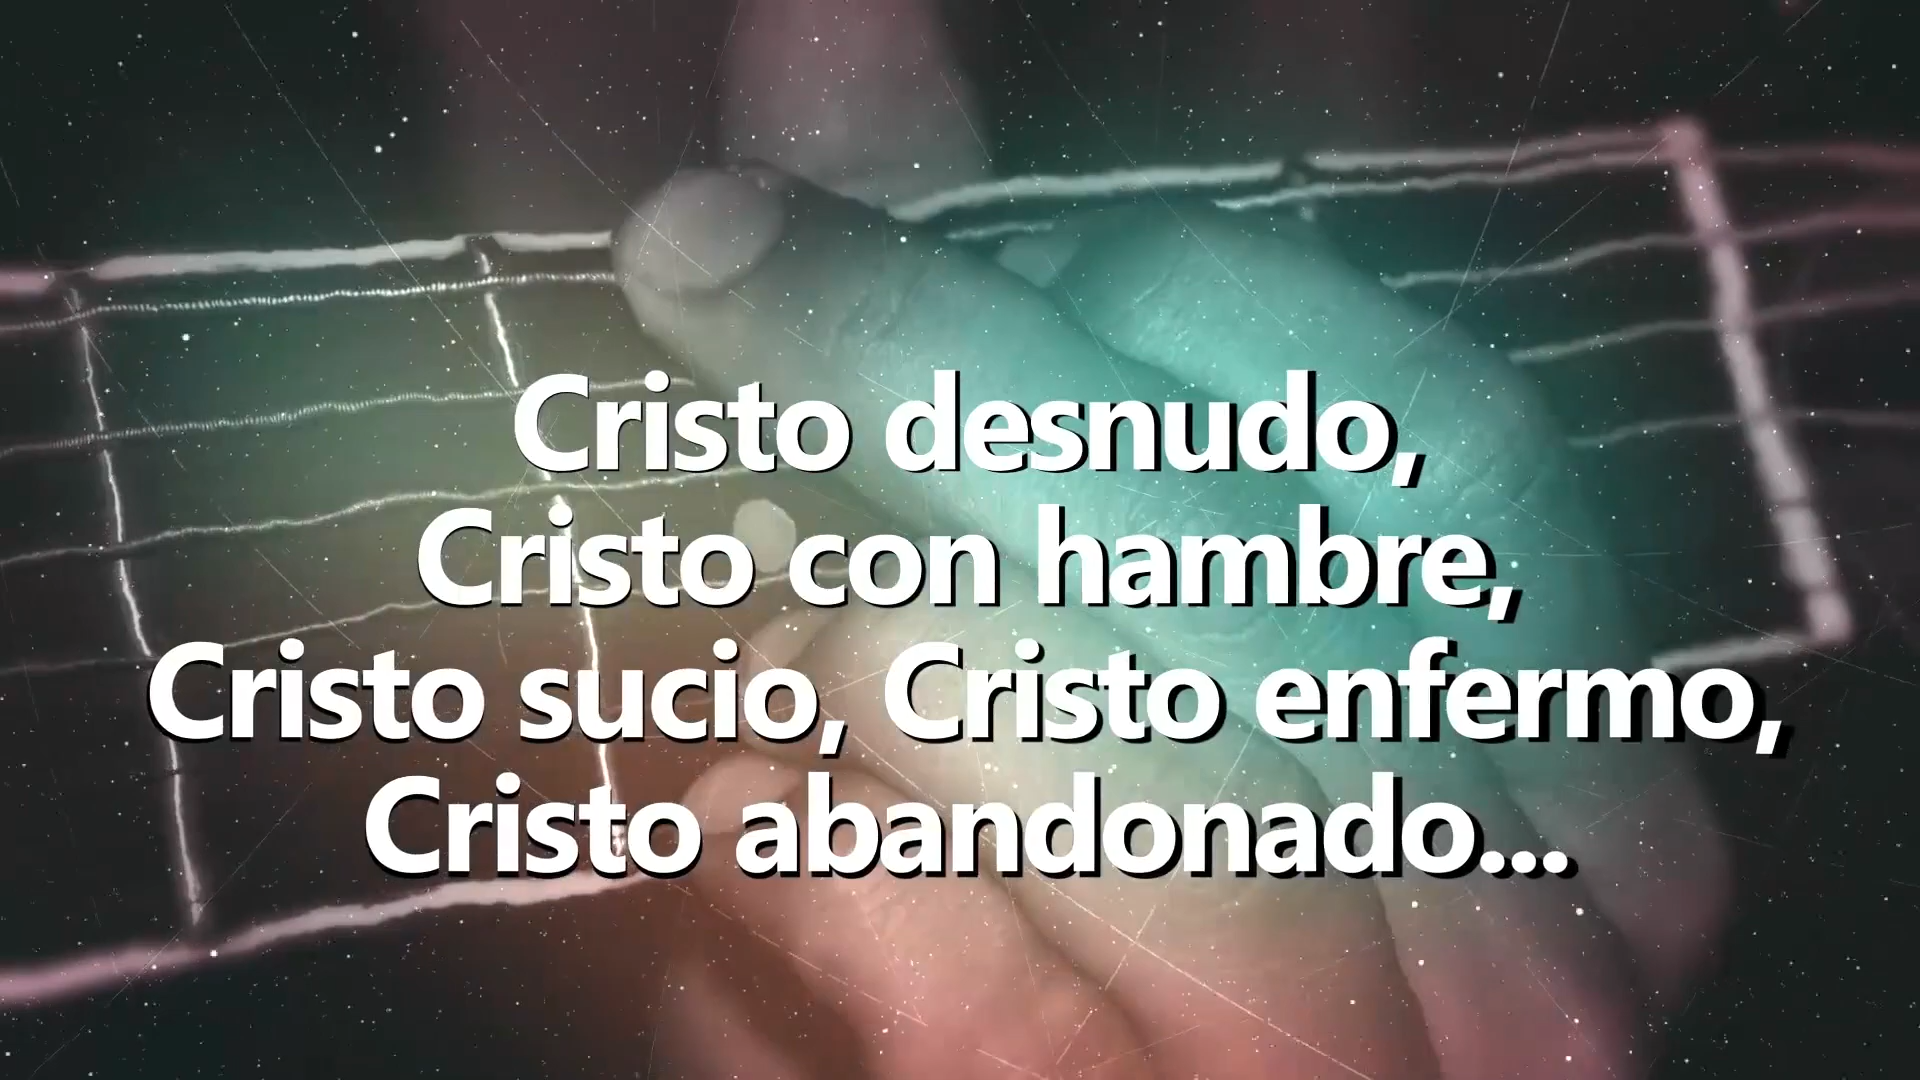 Cristo desnudo,
Cristo con hambre,
Cristo sucio, Cristo enfermo,
Cristo abandonado...